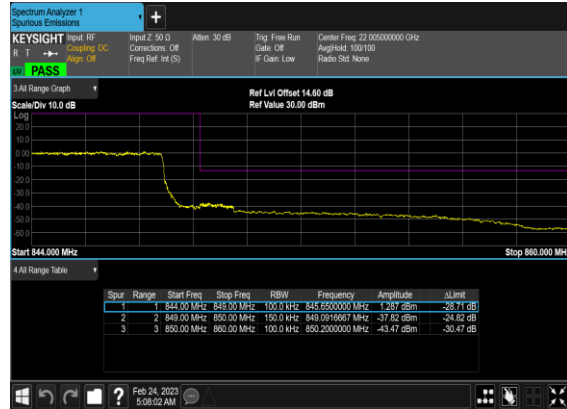 Spectrum Analyzer 1
Spurious Emissions
KEYSIGHT Input: RF Input Z: 50 Ω Atten: 30 dB Trig: Free Run Center Freq: 22.005000000 GHz
R T Coupling: DC Corrections: Off Gate: Off Avg|Hold: 100/100
Align: Off Freq Ref: Int (S) IF Gain: Low Radio Std: None
PASS
3 All Range Graph
Ref Lvl Offset 14.60 dB
Scale/Div 10.0 dB Ref Value 30.00 dBm
Log
20.0
10.0
0.00
-10.0
-20.0
-30.0
-40.0
-50.0
-60.0
Start 844.000 MHz Stop 860.000 MH
4 All Range Table
Spur Range Start Freq Stop Freq RBW Frequency Amplitude ΔLimit
1 1 844.00 MHz 849.00 MHz 100.0 kHz 845.6500000 MHz 1.287 dBm -28.71 dB
2 2 849.00 MHz 850.00 MHz 150.0 kHz 849.0916667 MHz -37.82 dBm -24.82 dB
3 3 850.00 MHz 860.00 MHz 100.0 kHz 850.2000000 MHz -43.47 dBm -30.47 dB
? Feb 24, 2023
5:08:02 AM